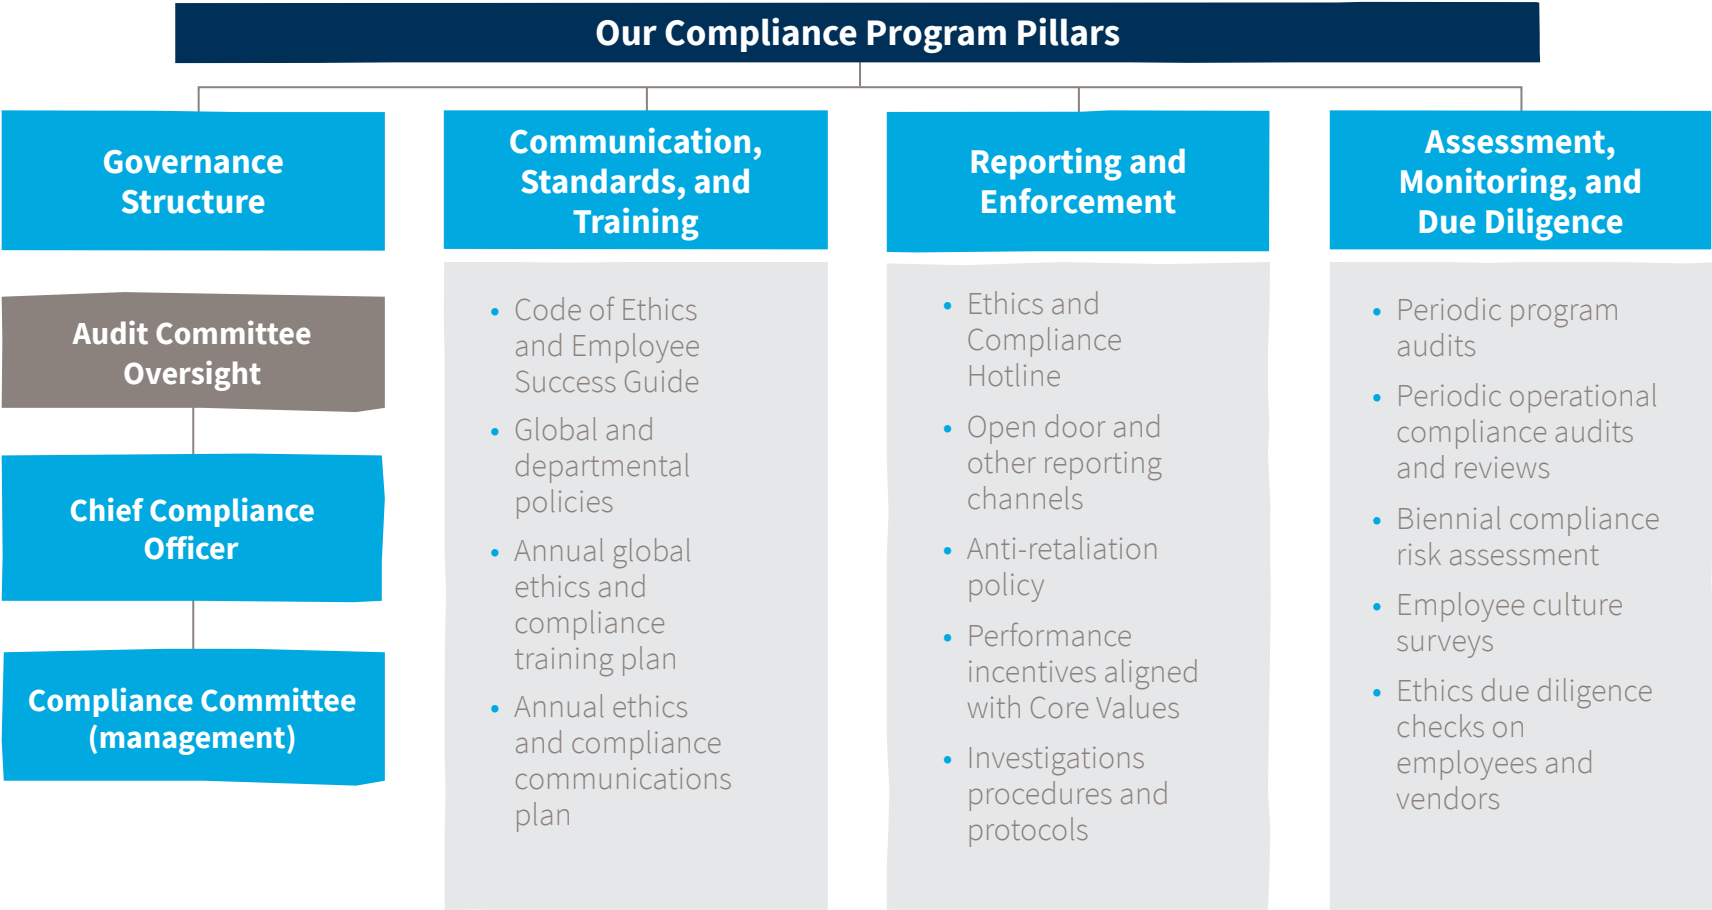 Our Compliance Program Pillars
Governance
Structure
Audit Committee
Oversight
Chief Compliance
Officer
Compliance Committee
(management)
Communication,
Standards, and
Training
• Code of Ethics
and Employee
Success Guide
• Global and
departmental
policies
• Annual global
ethics and
compliance
training plan
• Annual ethics
and compliance
communications
plan
Reporting and
Enforcement
• Ethics and
Compliance
Hotline
• Open door and
other reporting
channels
• Anti-retaliation
policy
• Performance
incentives aligned
with Core Values
• Investigations
procedures and
protocols
Assessment,
Monitoring, and
Due Diligence
• Periodic program
audits
• Periodic operational
compliance audits
and reviews
• Biennial compliance
risk assessment
• Employee culture
surveys
• Ethics due diligence
checks on
employees and
vendors